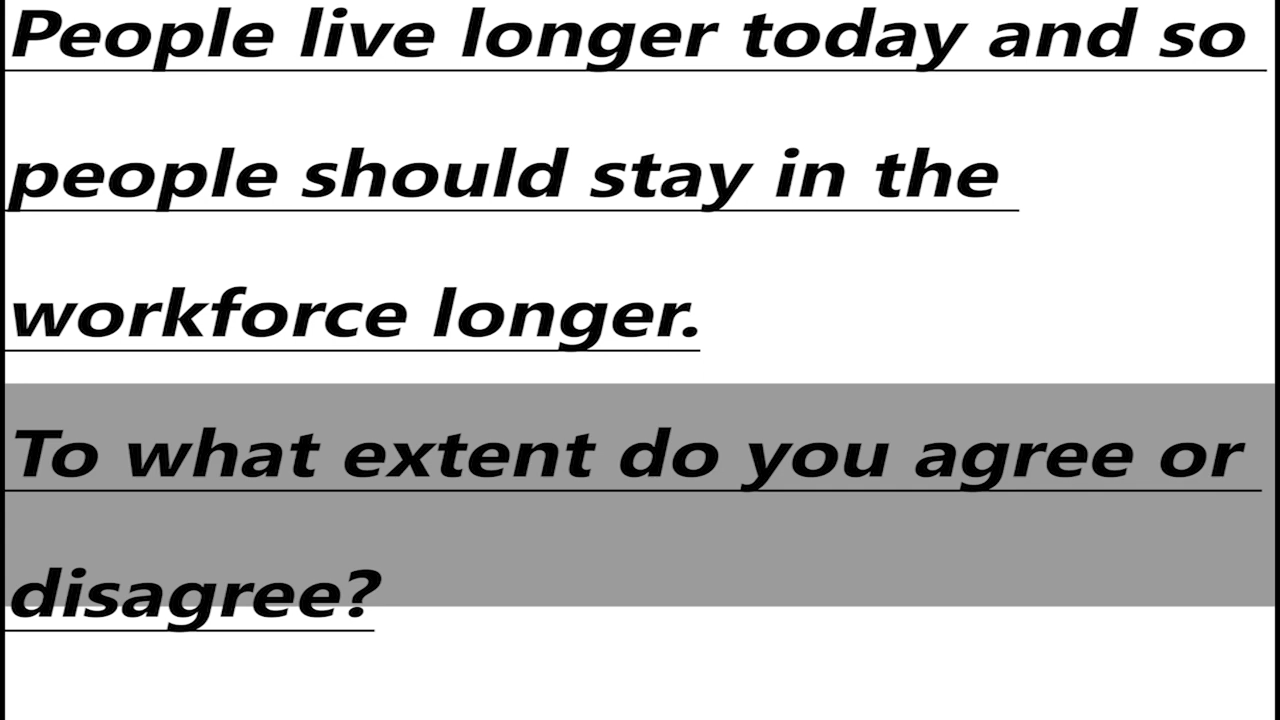 People live longer today and so
people should stay in the
workforce longer.
To what extent do you agree or
disagree?